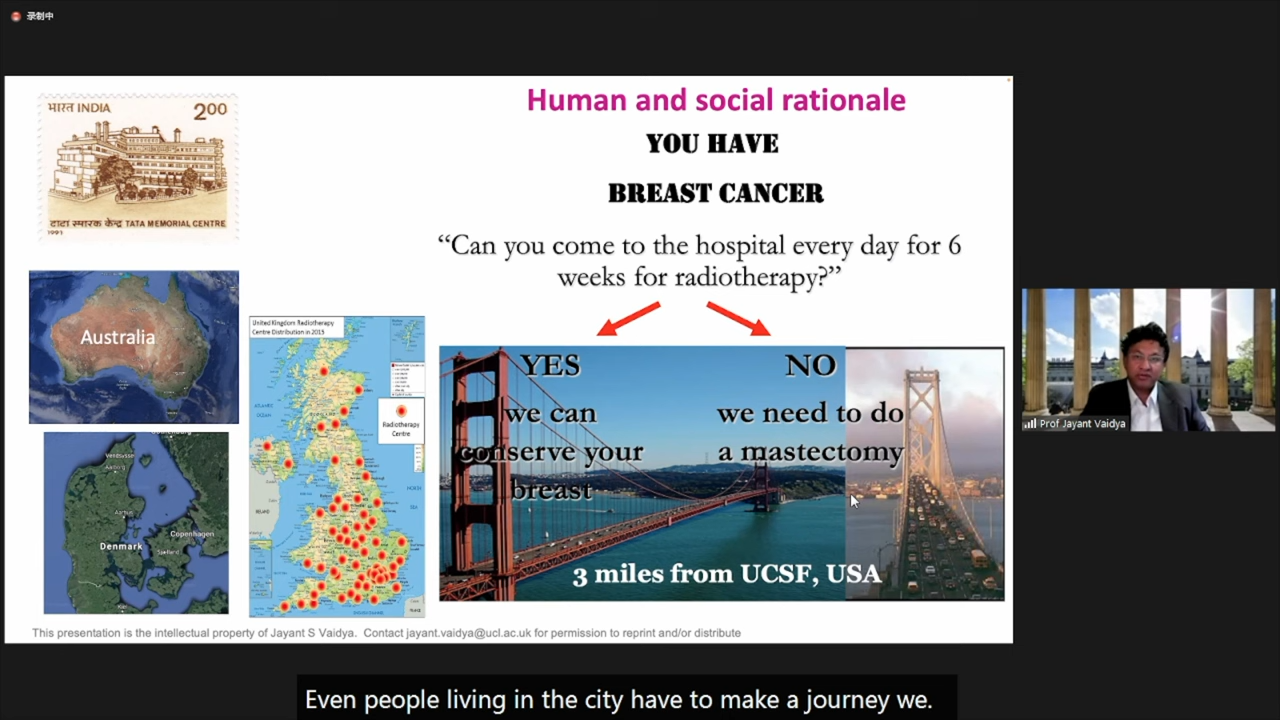 录制中
भारत INDIA
2.00
टाटा स्मारक केन्द्र TATA MEMORIAL CENTRE
Human and social rationale
YOU HAVE
BREAST CANCER
“Can you come to the hospital every day for 6
weeks for radiotherapy?”
Australia
United Kingdom Radiotherapy
Centre Distribution in 2015
Radiotherapy
Centre
Denmark
Copenhagen
Aarhus
YES
we can
conserve your
breast
NO
we need to do
a mastectomy
3 miles from UCSF, USA
Prof Jayant Vaidya
This presentation is the intellectual property of Jayant S Vaidya. Contact jayant.vaidya@ucl.ac.uk for permission to reprint and/or distribute
Even people living in the city have to make a journey we.